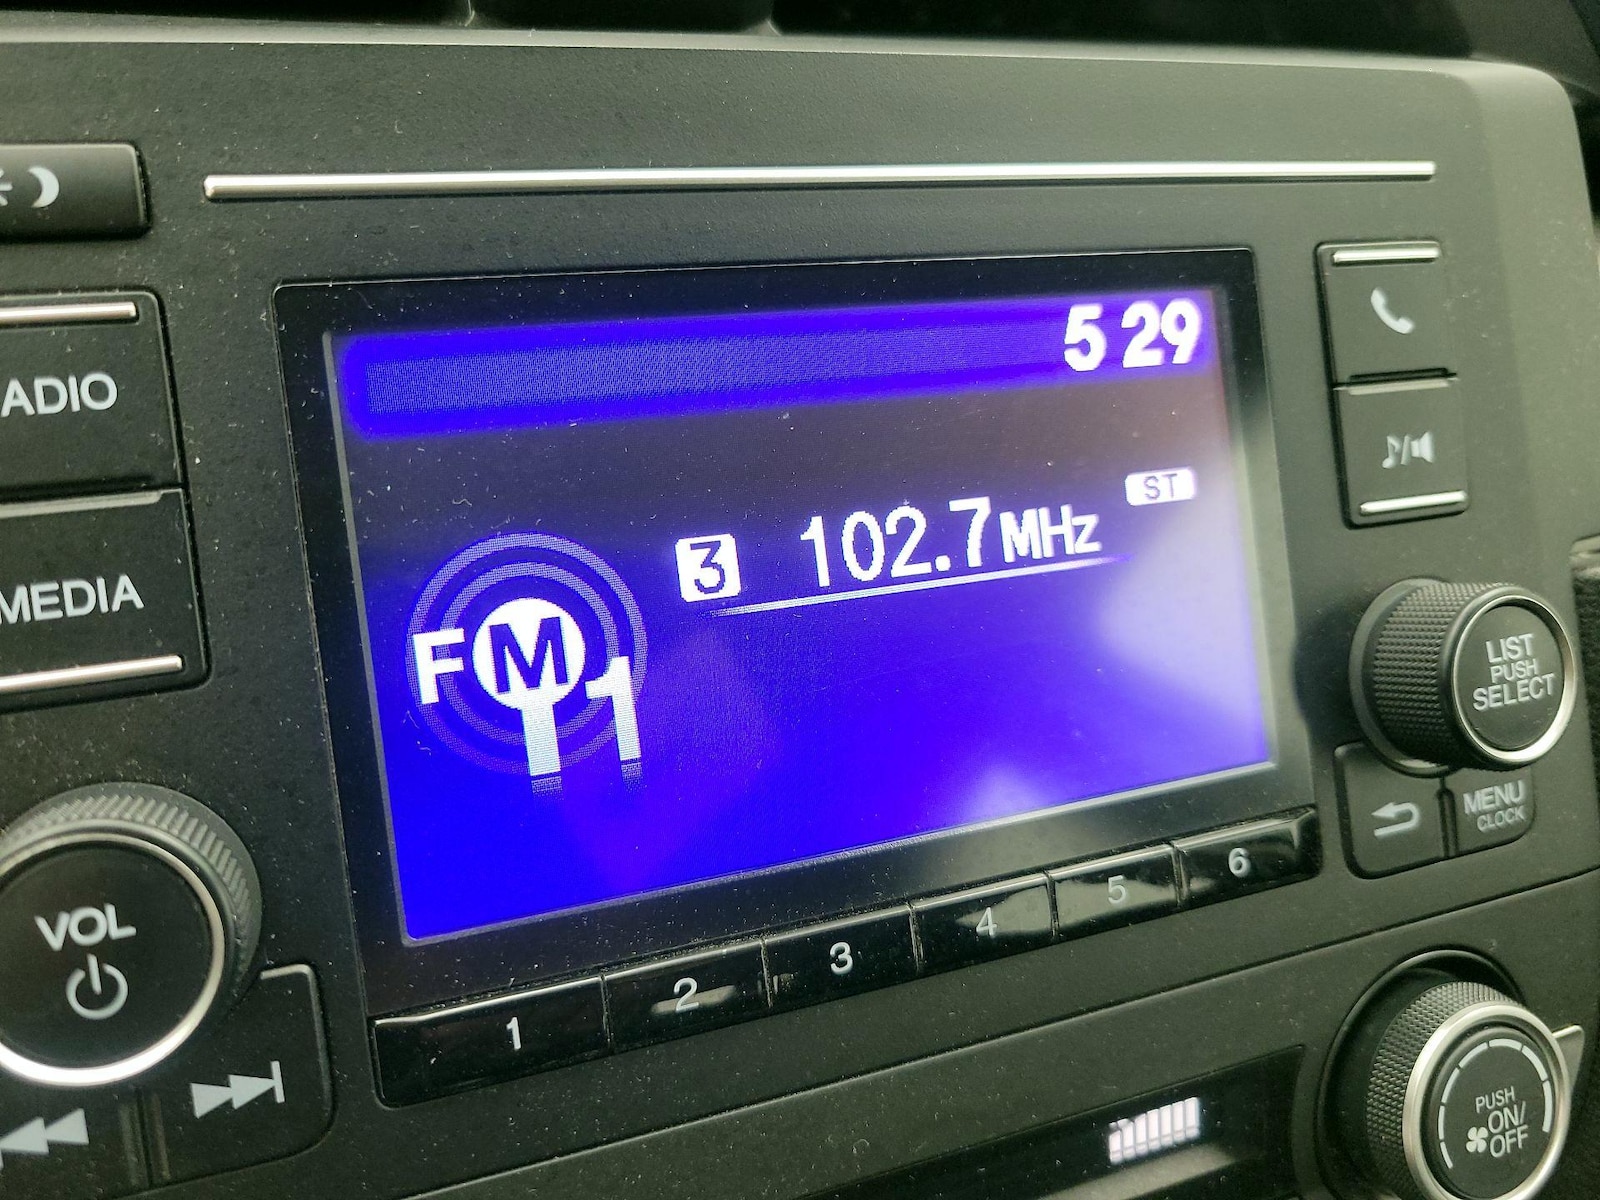 5 29
ADIO
ST
3 102.7MHz
FM
1
MEDIA
LIST
PUSH
SELECT
MENU
CLOCK
VOL
1 2 3 4 5 6
PUSH
ON/
OFF